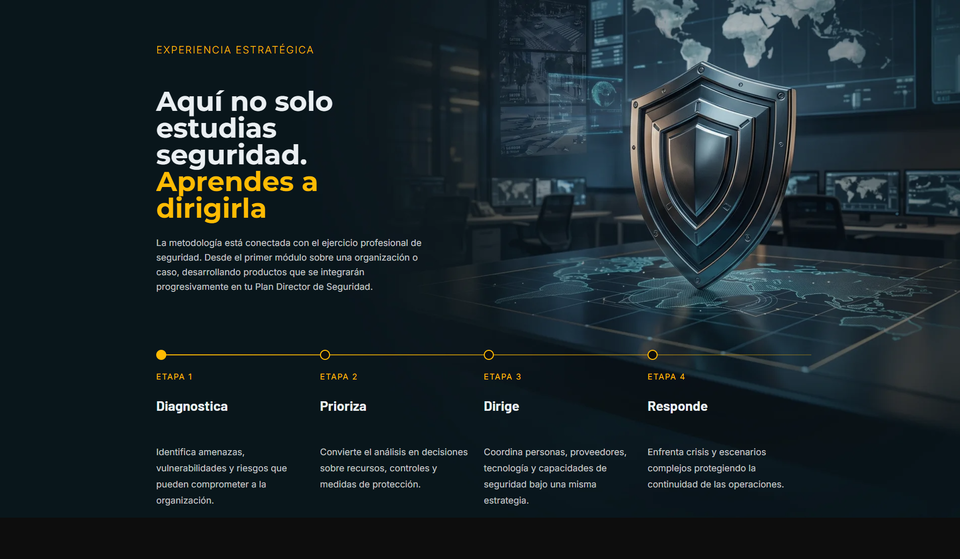 EXPERIENCIA ESTRATÉGICA
Aquí no solo
estudias
seguridad.
Aprendes a
dirigirla
La metodología está conectada con el ejercicio profesional de
seguridad. Desde el primer módulo sobre una organización o
caso, desarrollando productos que se integrarán
progresivamente en tu Plan Director de Seguridad.
ETAPA 1
Diagnostica
Identifica amenazas,
vulnerabilidades y riesgos que
pueden comprometer a la
organización.
ETAPA 2
Prioriza
Convierte el análisis en decisiones
sobre recursos, controles y
medidas de protección.
ETAPA 3
Dirige
Coordina personas, proveedores,
tecnología y capacidades de
seguridad bajo una misma
estrategia.
ETAPA 4
Responde
Enfrenta crisis y escenarios
complejos protegiendo la
continuidad de las operaciones.